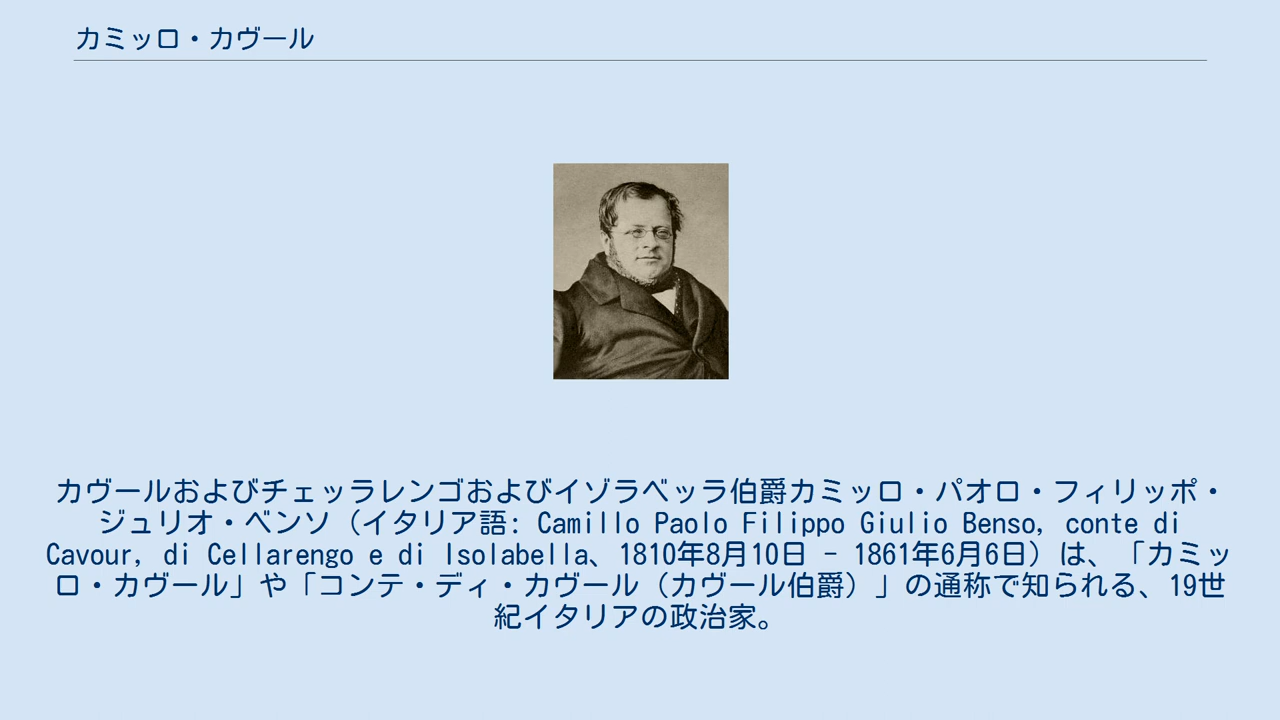 カミッロ・カヴール
カヴールおよびチェッラレンゴおよびイゾラベッラ伯爵カミッロ・パオロ・フィリッポ・
ジュリオ・ベンソ（イタリア語: Camillo Paolo Filippo Giulio Benso, conte di
Cavour, di Cellarengo e di Isolabella、1810年8月10日 - 1861年6月6日）は、「カミッ
ロ・カヴール」や「コンテ・ディ・カヴール（カヴール伯爵）」の通称で知られる、19世
紀イタリアの政治家。